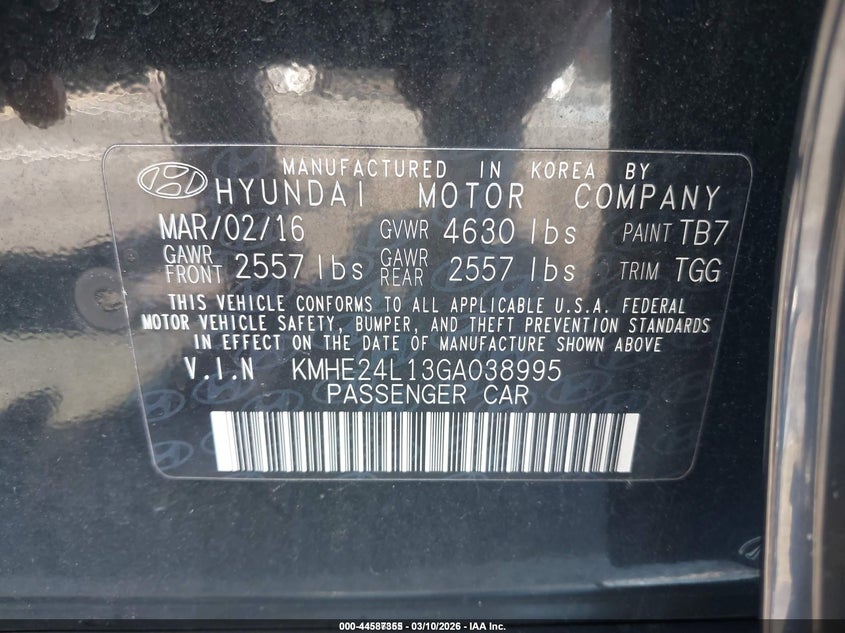 MANUFACTURED IN KOREA BY
HYUNDAI MOTOR COMPANY
MAR/02/16 GVWR 4630 lbs PAINT TB7
GAWR FRONT 2557 lbs GAWR REAR 2557 lbs TRIM TGG
THIS VEHICLE CONFORMS TO ALL APPLICABLE U.S.A. FEDERAL
MOTOR VEHICLE SAFETY, BUMPER, AND THEFT PREVENTION STANDARDS
IN EFFECT ON THE DATE OF MANUFACTURE SHOWN ABOVE
V.I.N KMHE24L13GA038995
PASSENGER CAR
03/10/2026 - IAA Inc.